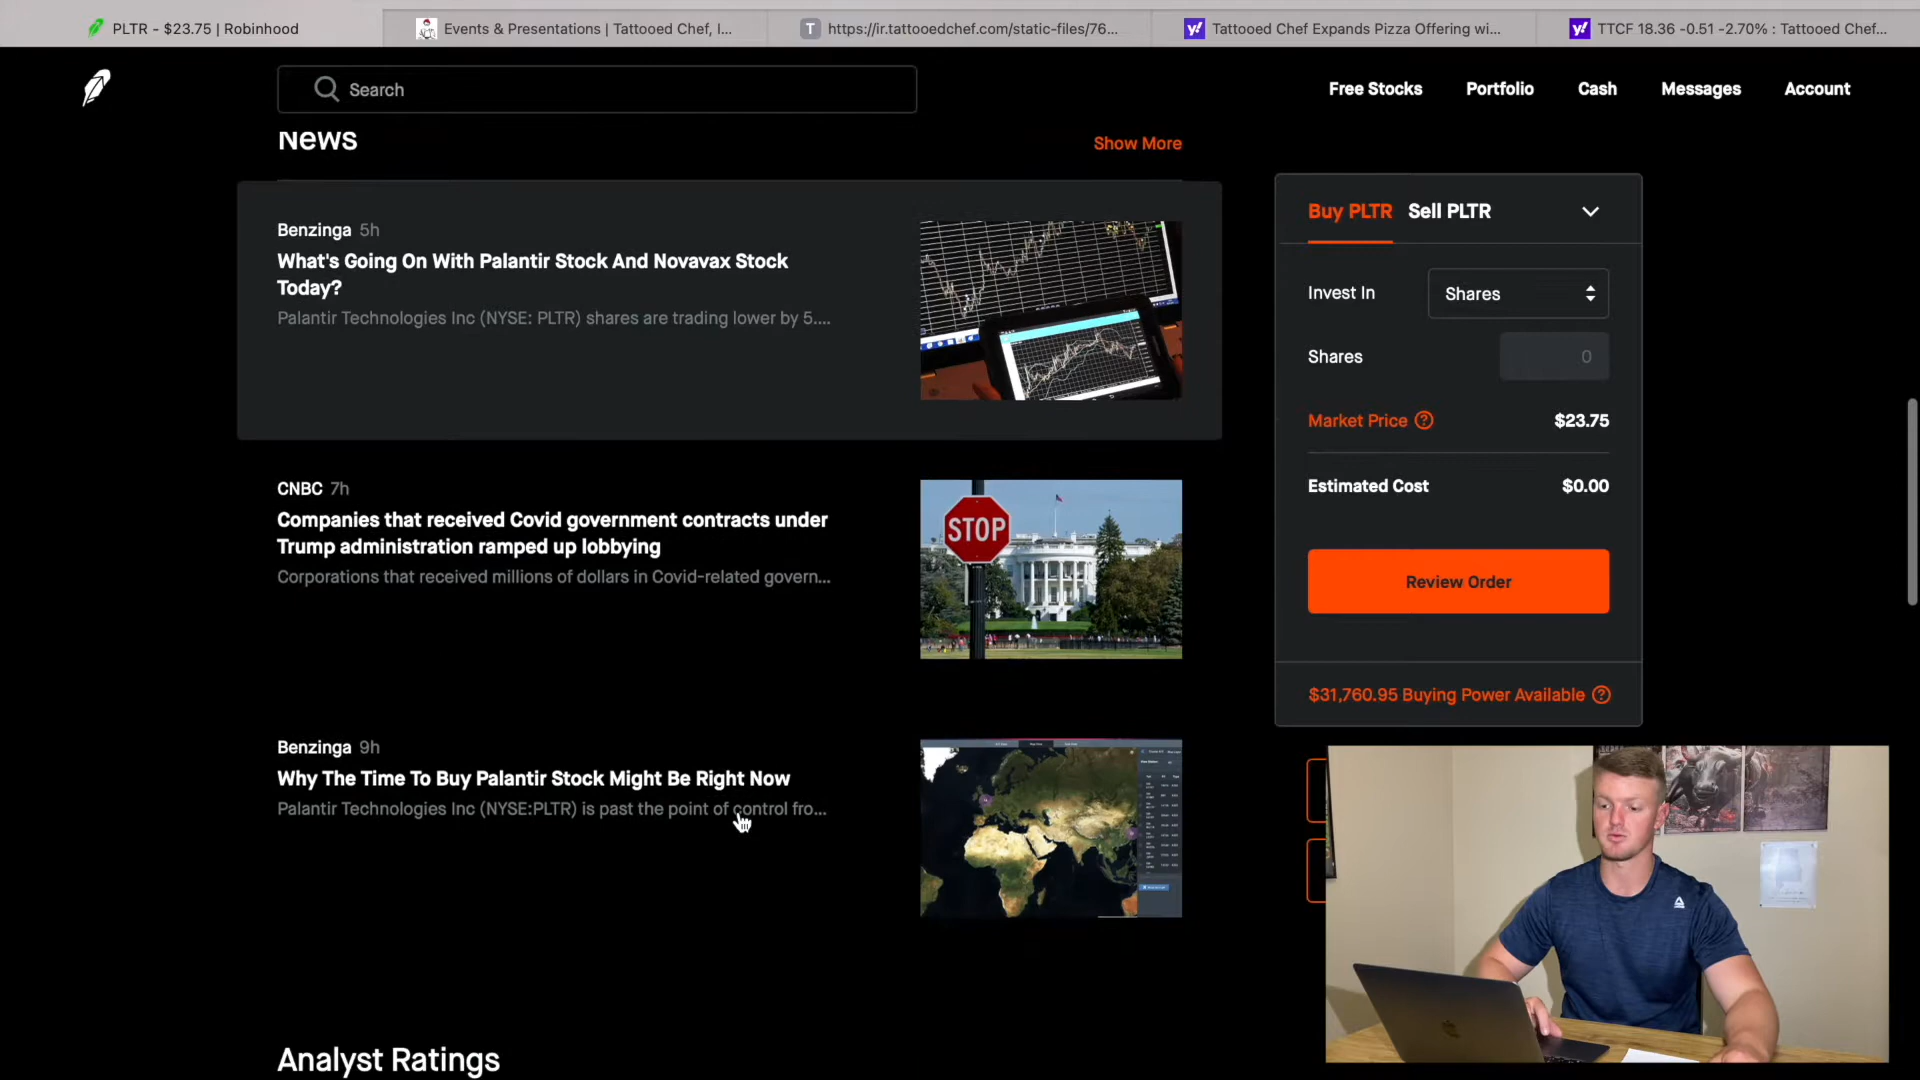 PLTR - $23.75 | Robinhood
Events & Presentations | Tattooed Chef, I...
T
https://ir.tattooedchef.com/static-files/76...
y!
Tattooed Chef Expands Pizza Offering wi...
y!
TTCF 18.36 -0.51 -2.70% : Tattooed Chef...
Search
Free Stocks
Portfolio
Cash
Messages
Account
News
Show More
Benzinga 5h
What's Going On With Palantir Stock And Novavax Stock
Today?
Palantir Technologies Inc (NYSE: PLTR) shares are trading lower by 5....
CNBC 7h
Companies that received Covid government contracts under
Trump administration ramped up lobbying
Corporations that received millions of dollars in Covid-related govern...
STOP
Benzinga 9h
Why The Time To Buy Palantir Stock Might Be Right Now
Palantir Technologies Inc (NYSE:PLTR) is past the point of control fro...
Analyst Ratings
Buy PLTR
Sell PLTR
Invest In
Shares
Shares
0
Market Price ?
$23.75
Estimated Cost
$0.00
Review Order
$31,760.95 Buying Power Available ?